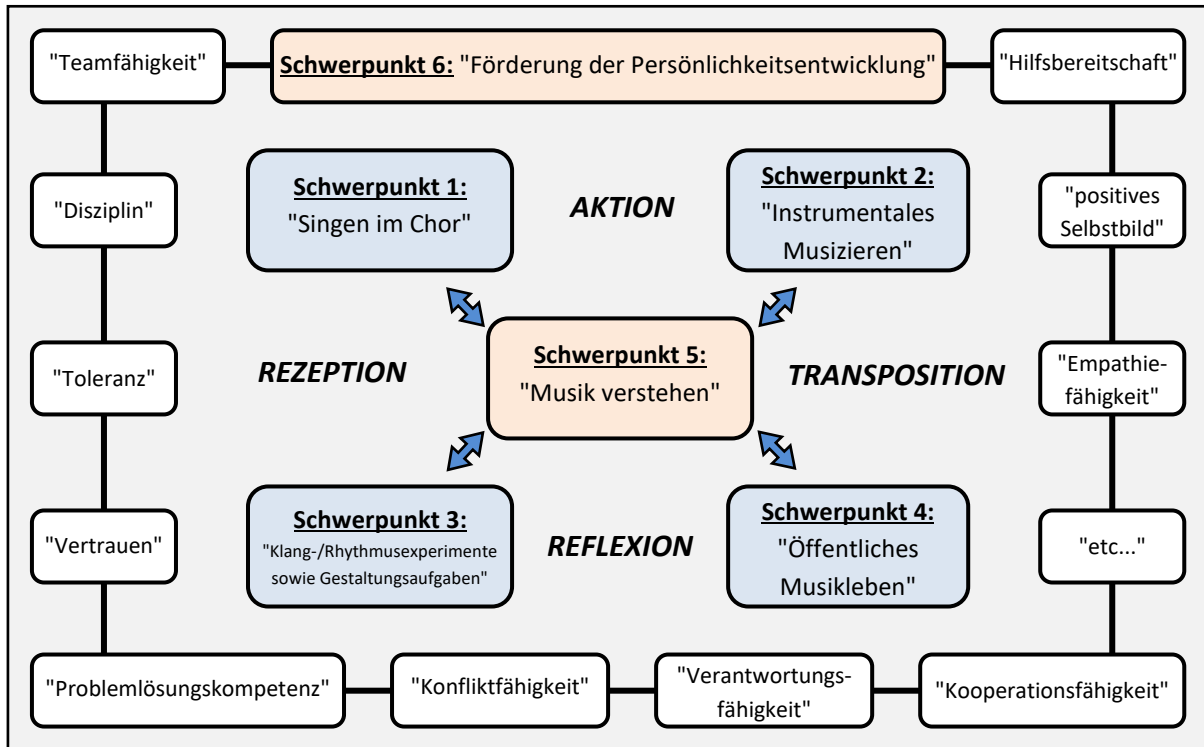 "Teamfähigkeit"
Schwerpunkt 6: "Förderung der Persönlichkeitsentwicklung"
"Hilfsbereitschaft"
Schwerpunkt 1:
"Singen im Chor"
AKTION
Schwerpunkt 2:
"Instrumentales
Musizieren"
"Disziplin"
"positives
Selbstbild"
REZEPTION
Schwerpunkt 5:
"Musik verstehen"
TRANSPOSITION
"Toleranz"
"Empathie-
fähigkeit"
Schwerpunkt 3:
"Klang-/Rhythmusexperimente
sowie Gestaltungsaufgaben"
REFLEXION
Schwerpunkt 4:
"Öffentliches
Musikleben"
"Vertrauen"
"etc..."
"Problemlösungskompetenz"
"Konfliktfähigkeit"
"Verantwortungs-
fähigkeit"
"Kooperationsfähigkeit"